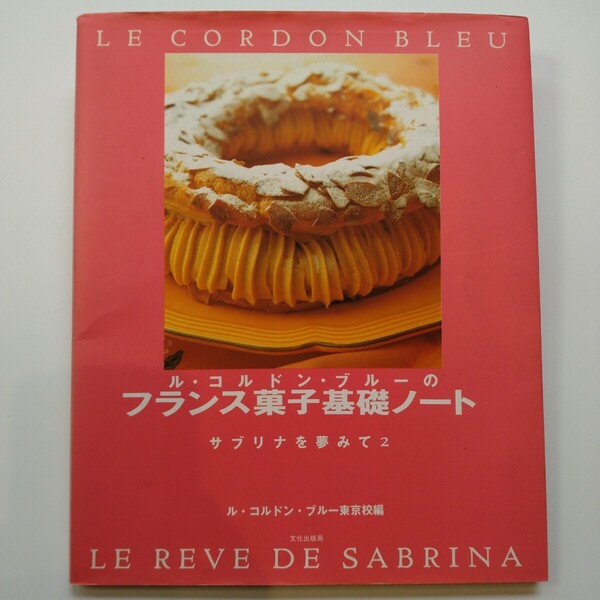 LE CORDON BLEU
ル・コルドン・ブルーの
フランス菓子基礎ノート
サブリナを夢みて2
ル・コルドン・ブルー東京校編
文化出版局
LE REVE DE SABRINA